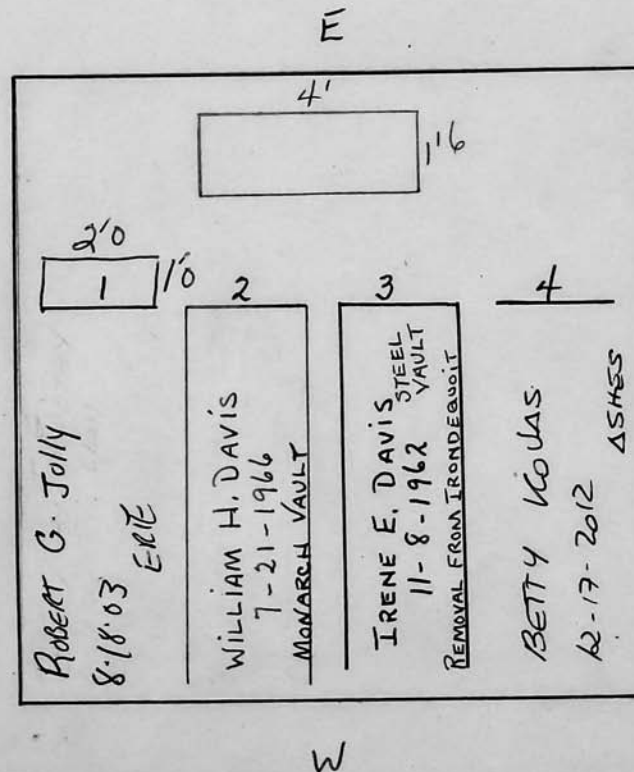 E
4'
1'6
2'0
1'0
1
2
3
4
ROBERT G. Jolly
8·18·03
ERIE
WILLIAM H. DAVIS
7-21-1966
MONARCH VAULT
IRENE E. DAVIS
STEEL
VAULT
11-8-1962
REMOVAL FROM IRONDEQUOIT
BETTY
12-17-2012
ASHES
W